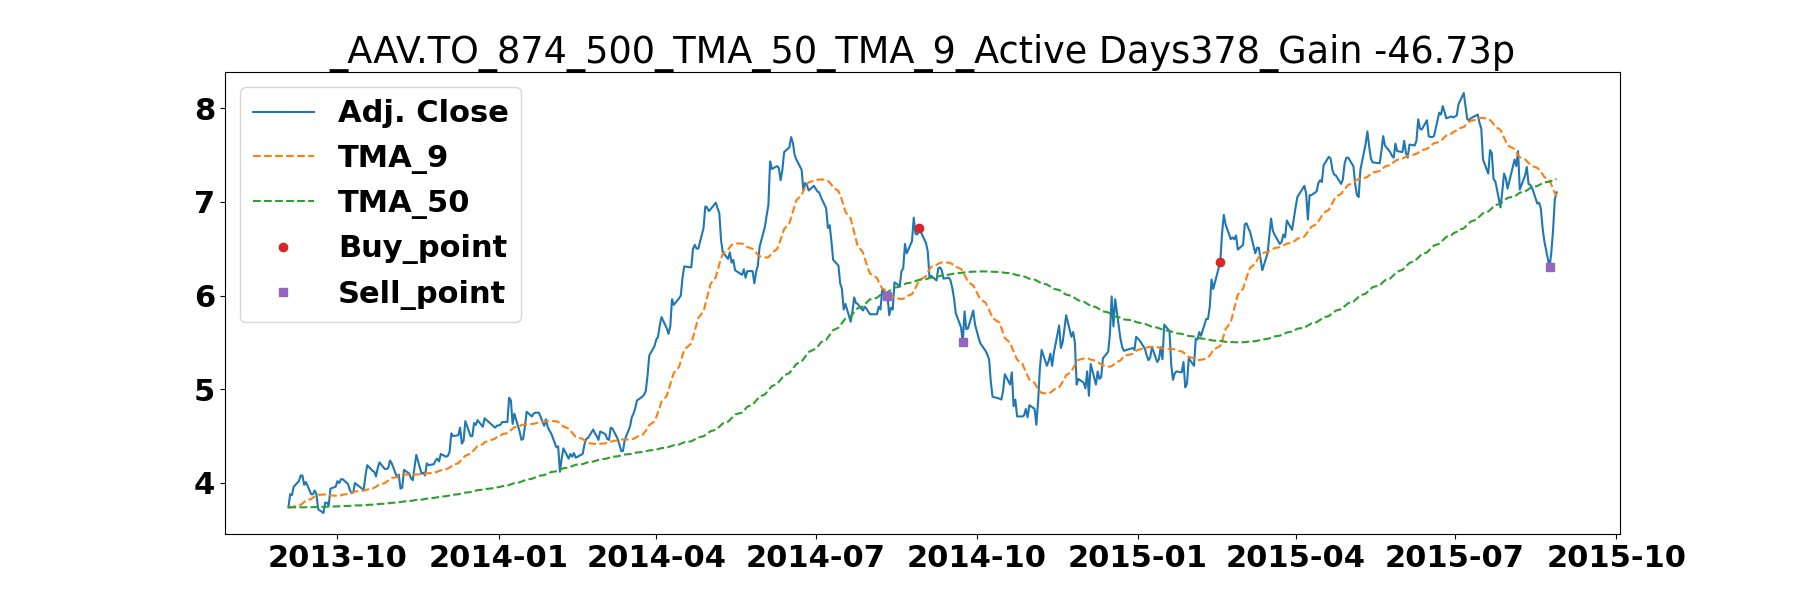 _AAV.TO_874_500_TMA_50_TMA_9_Active Days378_Gain -46.73p
Adj. Close
TMA_9
TMA_50
Buy_point
Sell_point
8
7
6
5
4
2013-10 2014-01 2014-04 2014-07 2014-10 2015-01 2015-04 2015-07 2015-10